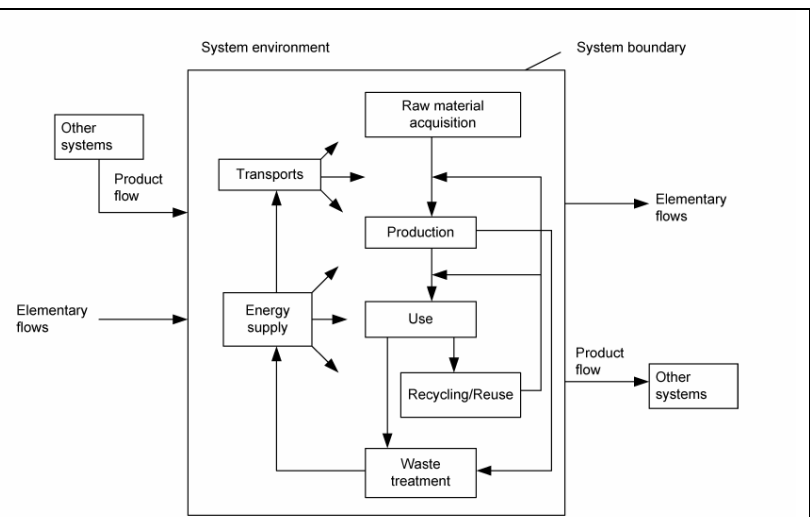 System environment
System boundary
Raw material
acquisition
Other
systems
Transports
Product
flow
Elementary
flows
Production
Elementary
flows
Energy
supply
Use
Product
flow
Other
systems
Recycling/Reuse
Waste
treatment